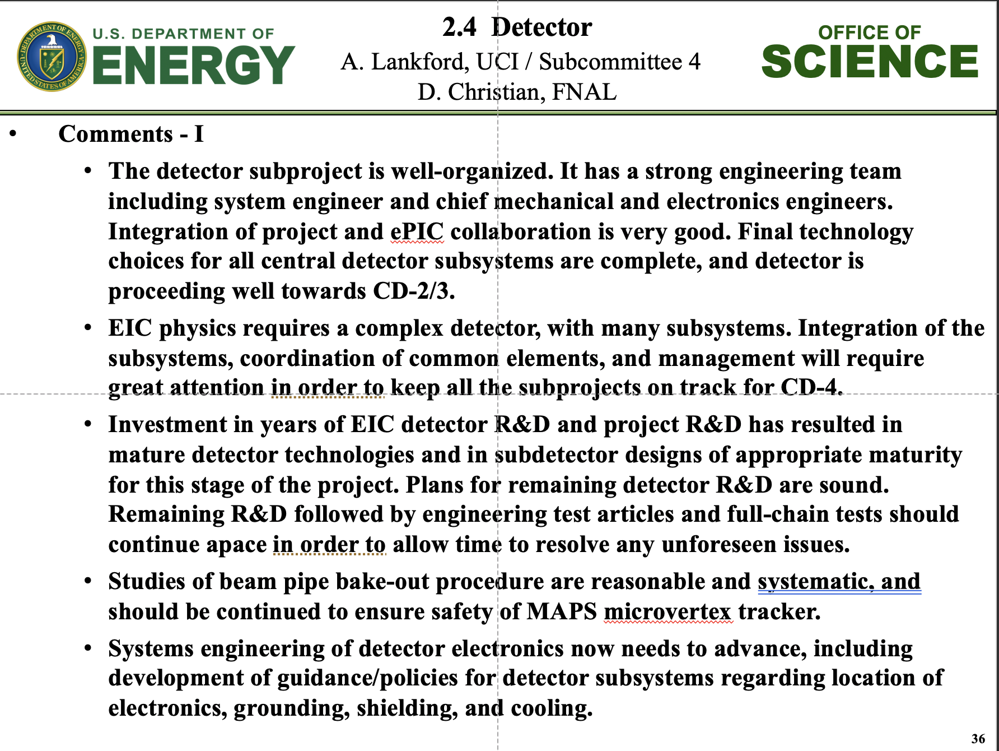 DEPARTMENT OF ENERGY
UNITED STATES OF AMERICA
U.S. DEPARTMENT OF
ENERGY
2.4 Detector
A. Lankford, UCI / Subcommittee 4
D. Christian, FNAL
OFFICE OF
SCIENCE
• Comments - I
• The detector subproject is well-organized. It has a strong engineering team
including system engineer and chief mechanical and electronics engineers.
Integration of project and ePIC collaboration is very good. Final technology
choices for all central detector subsystems are complete, and detector is
proceeding well towards CD-2/3.
• EIC physics requires a complex detector, with many subsystems. Integration of the
subsystems, coordination of common elements, and management will require
great attention in order to keep all the subprojects on track for CD-4.
• Investment in years of EIC detector R&D and project R&D has resulted in
mature detector technologies and in subdetector designs of appropriate maturity
for this stage of the project. Plans for remaining detector R&D are sound.
Remaining R&D followed by engineering test articles and full-chain tests should
continue apace in order to allow time to resolve any unforeseen issues.
• Studies of beam pipe bake-out procedure are reasonable and systematic, and
should be continued to ensure safety of MAPS microvertex tracker.
• Systems engineering of detector electronics now needs to advance, including
development of guidance/policies for detector subsystems regarding location of
electronics, grounding, shielding, and cooling.
36